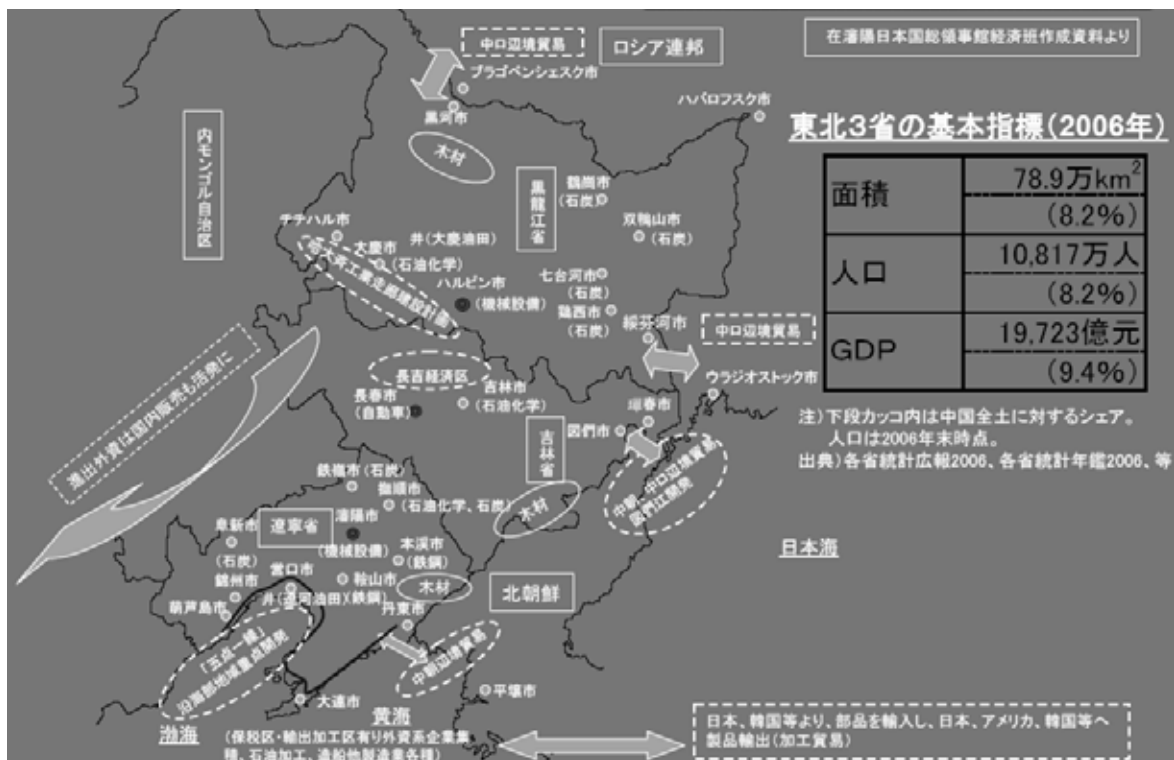 中ロ辺境貿易
ロシア連邦
在瀋陽日本国総領事館経済班作成資料より
ブラゴベンシェスク市
ハバロフスク市
黒河市
木材
内モンゴル自治区
東北3省の基本指標(2006年)
面積
78.9万km²
(8.2%)
人口
10,817万人
(8.2%)
GDP
19,723億元
(9.4%)
注)下段カッコ内は中国全土に対するシェア。
人口は2006年末時点。
出典)各省統計広報2006、各省統計年鑑2006、等
黒龍江省
鶴崗市
(石炭)
双鴨山市
(石炭)
チチハル市
大慶市
(石油化学)
井(大慶油田)
哈大斉工業走廊建設計画
ハルビン市
(機械設備)
七台河市
(石炭)
鶏西市
(石炭)
綏芬河市
中ロ辺境貿易
ウラジオストック市
長吉経済区
長春市
(自動車)
吉林市
(石油化学)
琿春市
図們市
吉林省
中朝、中ロ辺境貿易
図們江開発
木材
進出外資は国内販売も活発に
鉄嶺市(石炭)
撫順市
(石油化学、石炭)
遼寧省
瀋陽市
(機械設備)
阜新市
(石炭)
本渓市
(鉄鋼)
錦州市
営口市
鞍山市
(鉄鋼)
井(遼河油田)
葫芦島市
木材
北朝鮮
丹東市
日本海
「五点一線」
沿海部地域重点開発
中朝辺境貿易
平壌市
大連市
渤海
黄海
(保税区・輸出加工区有り外資系企業集
積、石油加工、造船他製造業各種)
日本、韓国等より、部品を輸入し、日本、アメリカ、韓国等へ
製品輸出(加工貿易)